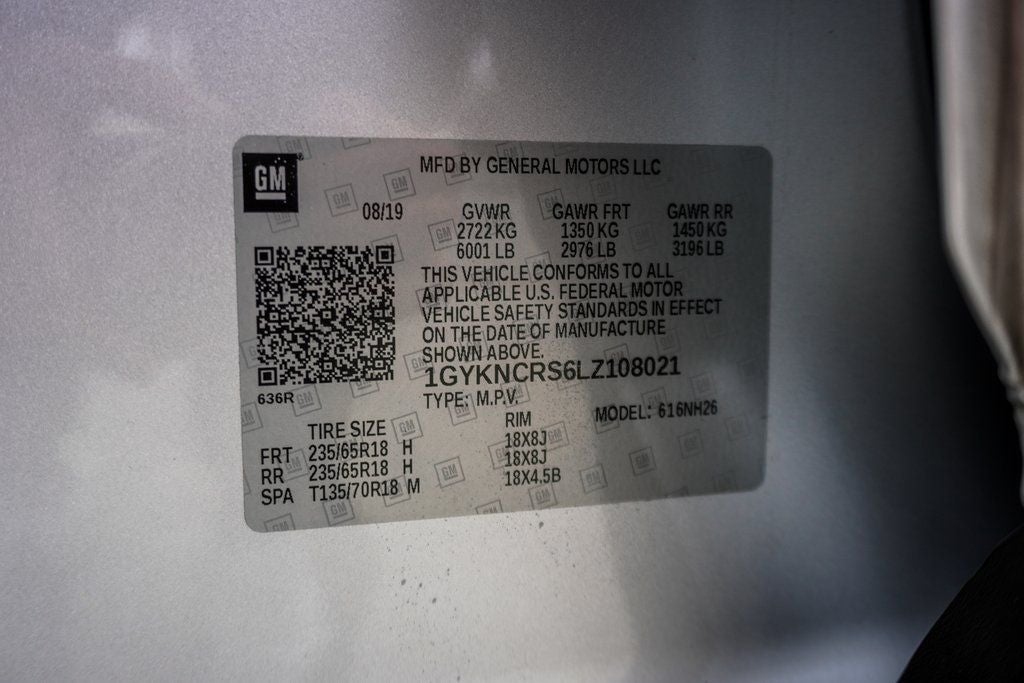 GM
MFD BY GENERAL MOTORS LLC
08/19
GVWR GAWR FRT GAWR RR
2722 KG 1350 KG 1450 KG
6001 LB 2976 LB 3196 LB
THIS VEHICLE CONFORMS TO ALL
APPLICABLE U.S. FEDERAL MOTOR
VEHICLE SAFETY STANDARDS IN EFFECT
ON THE DATE OF MANUFACTURE
SHOWN ABOVE.
1GYKNCRS6LZ108021
636R
TYPE: M.P.V. MODEL: 616NH26
TIRE SIZE RIM
FRT 235/65R18 H 18X8J
RR 235/65R18 H 18X8J
SPA T135/70R18 M 18X4.5B